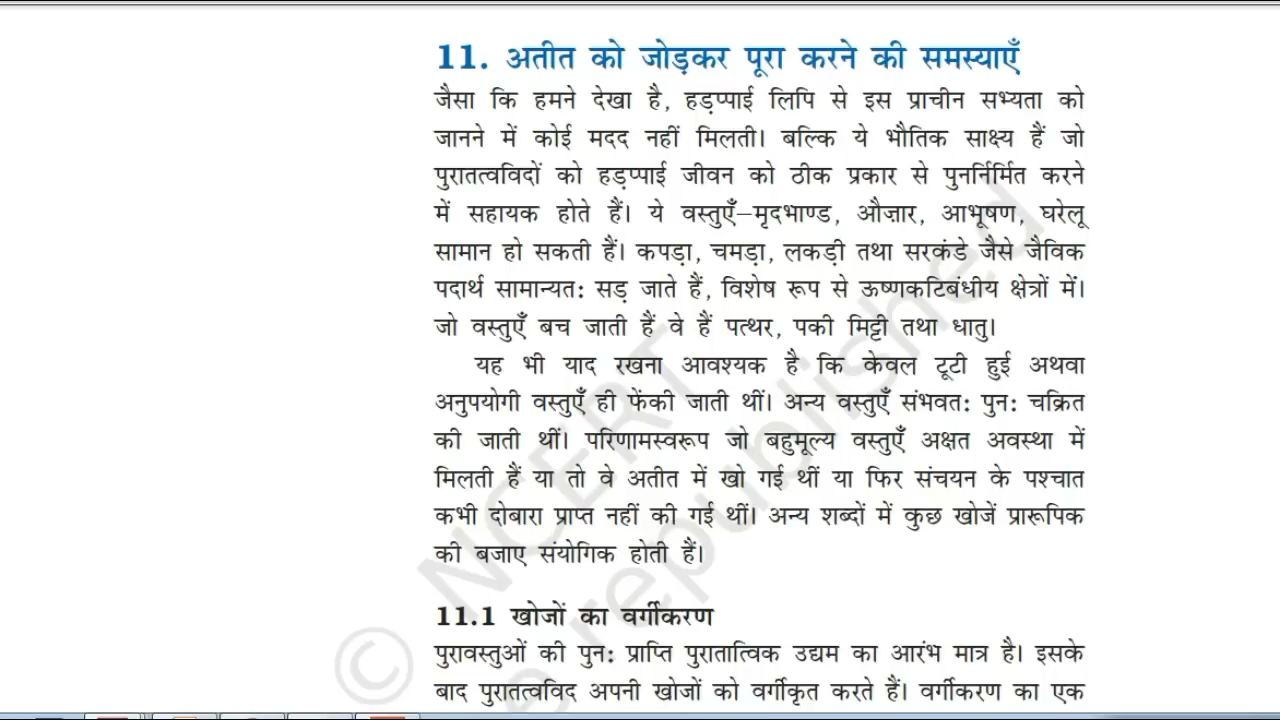 11. अतीत को जोड़कर पूरा करने की समस्याएँ
जैसा कि हमने देखा है, हड़प्पाई लिपि से इस प्राचीन सभ्यता को
जानने में कोई मदद नहीं मिलती। बल्कि ये भौतिक साक्ष्य हैं जो
पुरातत्वविदों को हड़प्पाई जीवन को ठीक प्रकार से पुनर्निर्मित करने
में सहायक होते हैं। ये वस्तुएँ–मृदभाण्ड, औज़ार, आभूषण, घरेलू
सामान हो सकती हैं। कपड़ा, चमड़ा, लकड़ी तथा सरकंडे जैसे जैविक
पदार्थ सामान्यत: सड़ जाते हैं, विशेष रूप से ऊष्णकटिबंधीय क्षेत्रों में।
जो वस्तुएँ बच जाती हैं वे हैं पत्थर, पकी मिट्टी तथा धातु।
यह भी याद रखना आवश्यक है कि केवल टूटी हुई अथवा
अनुपयोगी वस्तुएँ ही फेंकी जाती थीं। अन्य वस्तुएँ संभवत: पुन: चक्रित
की जाती थीं। परिणामस्वरूप जो बहुमूल्य वस्तुएँ अक्षत अवस्था में
मिलती हैं या तो वे अतीत में खो गई थीं या फिर संचयन के पश्चात
कभी दोबारा प्राप्त नहीं की गई थीं। अन्य शब्दों में कुछ खोजें प्रारूपिक
की बजाए संयोगिक होती हैं।
11.1 खोजों का वर्गीकरण
पुरावस्तुओं की पुन: प्राप्ति पुरातात्विक उद्यम का आरंभ मात्र है। इसके
बाद पुरातत्वविद अपनी खोजों को वर्गीकृत करते हैं। वर्गीकरण का एक
© NCERT
republished